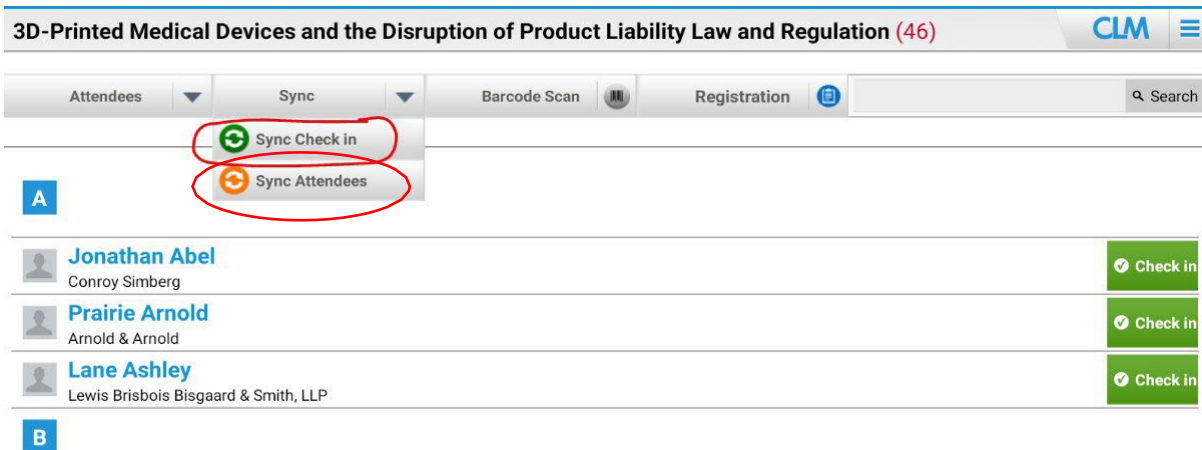 3D-Printed Medical Devices and the Disruption of Product Liability Law and Regulation (46) CLM
Attendees Sync Barcode Scan Registration Search
Sync Check in
Sync Attendees
A
Jonathan Abel
Conroy Simberg
Check in
Prairie Arnold
Arnold & Arnold
Check in
Lane Ashley
Lewis Brisbois Bisgaard & Smith, LLP
Check in
B